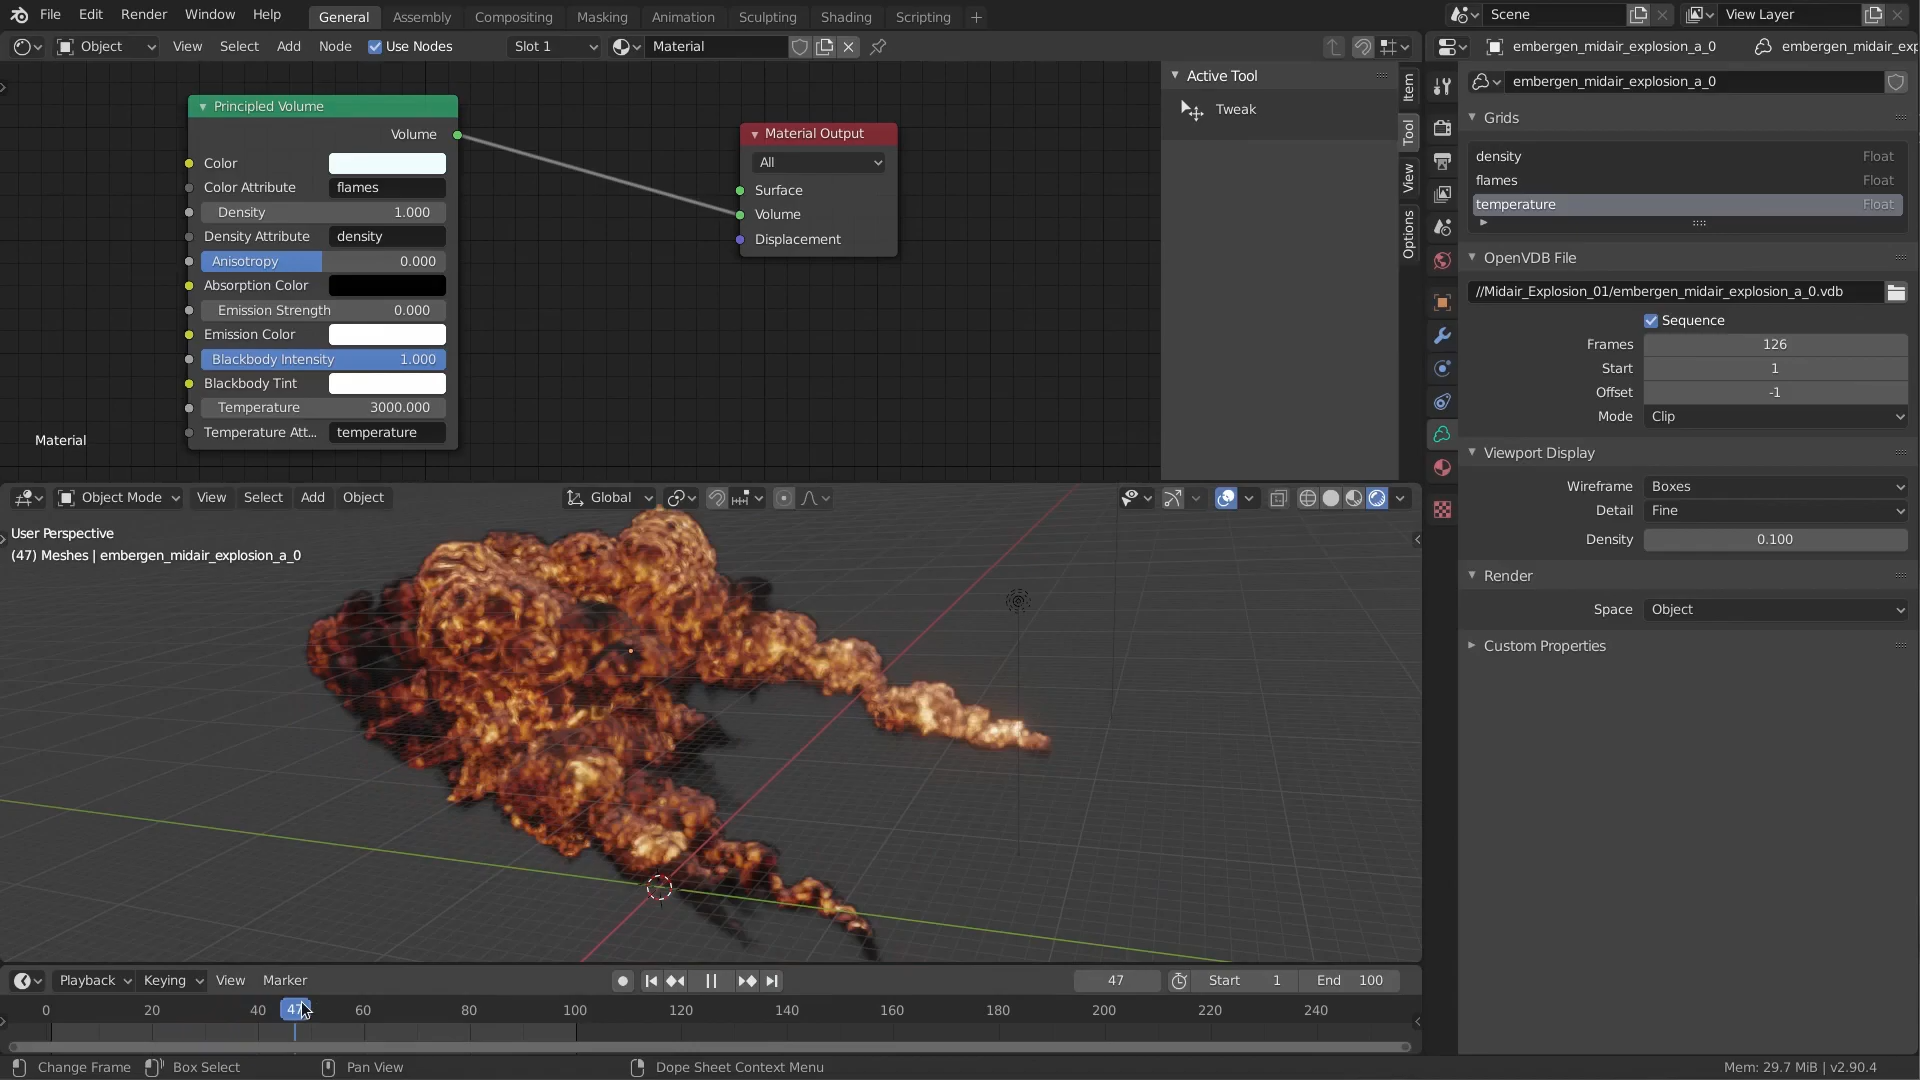 File Edit Render Window Help General Assembly Compositing Masking Animation Sculpting Shading Scripting + Scene View Layer
Object View Select Add Node Use Nodes Slot 1 Material embergen_midair_explosion_a_0 embergen_midair_exp
Principled Volume
Volume
Color
Color Attribute flames
Density 1.000
Density Attribute density
Anisotropy 0.000
Absorption Color
Emission Strength 0.000
Emission Color
Blackbody Intensity 1.000
Blackbody Tint
Temperature 3000.000
Temperature Att... temperature
Material
Material Output
All
Surface
Volume
Displacement
Active Tool
Tweak
Item
Tool
View
Options
embergen_midair_explosion_a_0
Grids
density Float
flames Float
temperature Float
OpenVDB File
//Midair_Explosion_01/embergen_midair_explosion_a_0.vdb
Sequence
Frames 126
Start 1
Offset -1
Mode Clip
Viewport Display
Wireframe Boxes
Detail Fine
Density 0.100
Render
Space Object
Custom Properties
Object Mode View Select Add Object Global
User Perspective
(47) Meshes | embergen_midair_explosion_a_0
Playback Keying View Marker 47 Start 1 End 100
0 20 40 47 60 80 100 120 140 160 180 200 220 240
Change Frame Box Select Pan View Dope Sheet Context Menu Mem: 29.7 MiB | v2.90.4